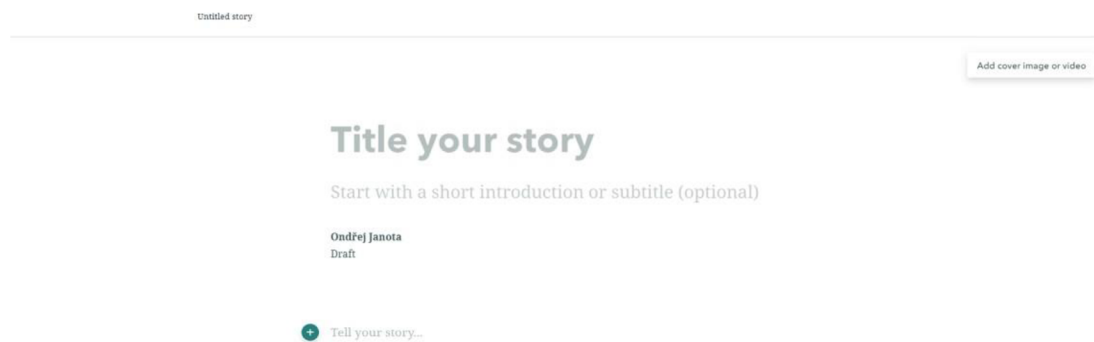 Untitled story
Add cover image or video
Title your story
Start with a short introduction or subtitle (optional)
Ondřej Janota
Draft
Tell your story...